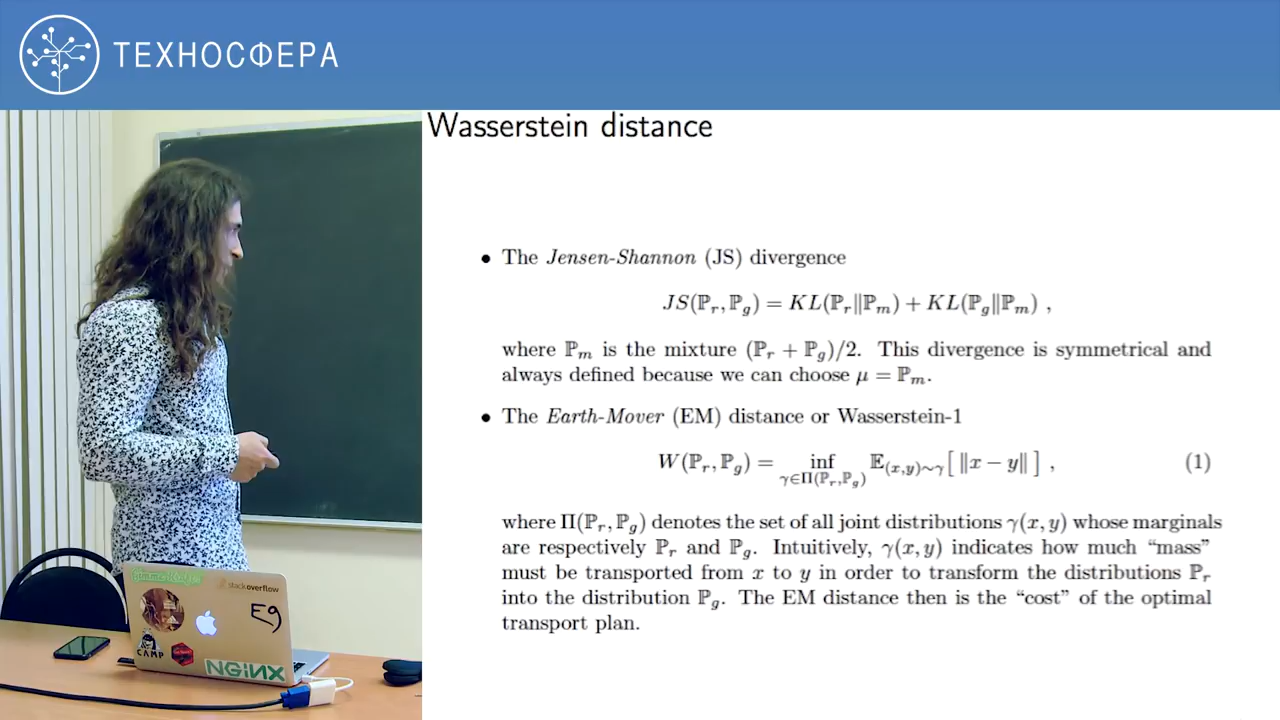 ТЕХНОСФЕРА
Wasserstein distance
• The Jensen-Shannon (JS) divergence
JS(ℙ_r, ℙ_g) = KL(ℙ_r‖ℙ_m) + KL(ℙ_g‖ℙ_m) ,
where ℙ_m is the mixture (ℙ_r + ℙ_g)/2. This divergence is symmetrical and
always defined because we can choose μ = ℙ_m.
• The Earth-Mover (EM) distance or Wasserstein-1
W(ℙ_r, ℙ_g) = inf_{γ∈Π(ℙ_r,ℙ_g)} 𝔼_{(x,y)∼γ}[ ‖x − y‖ ] , (1)
where Π(ℙ_r, ℙ_g) denotes the set of all joint distributions γ(x, y) whose marginals
are respectively ℙ_r and ℙ_g. Intuitively, γ(x, y) indicates how much “mass”
must be transported from x to y in order to transform the distributions ℙ_r
into the distribution ℙ_g. The EM distance then is the “cost” of the optimal
transport plan.
stackoverflow
CAMP
NGINX